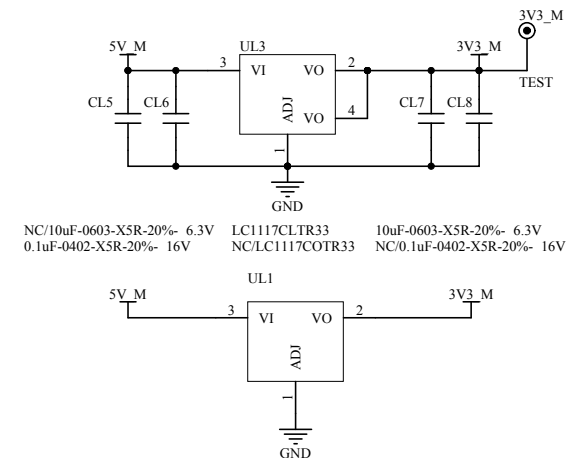 3V3_M
5V_M
UL3
3V3_M
3
VI
VO
2
TEST
CL5
CL6
ADJ
VO
4
CL7
CL8
1
GND
NC/10uF-0603-X5R-20%- 6.3V
LC1117CLTR33
10uF-0603-X5R-20%- 6.3V
0.1uF-0402-X5R-20%- 16V
NC/LC1117COTR33
NC/0.1uF-0402-X5R-20%- 16V
UL1
5V_M
3V3_M
3
VI
VO
2
ADJ
1
GND